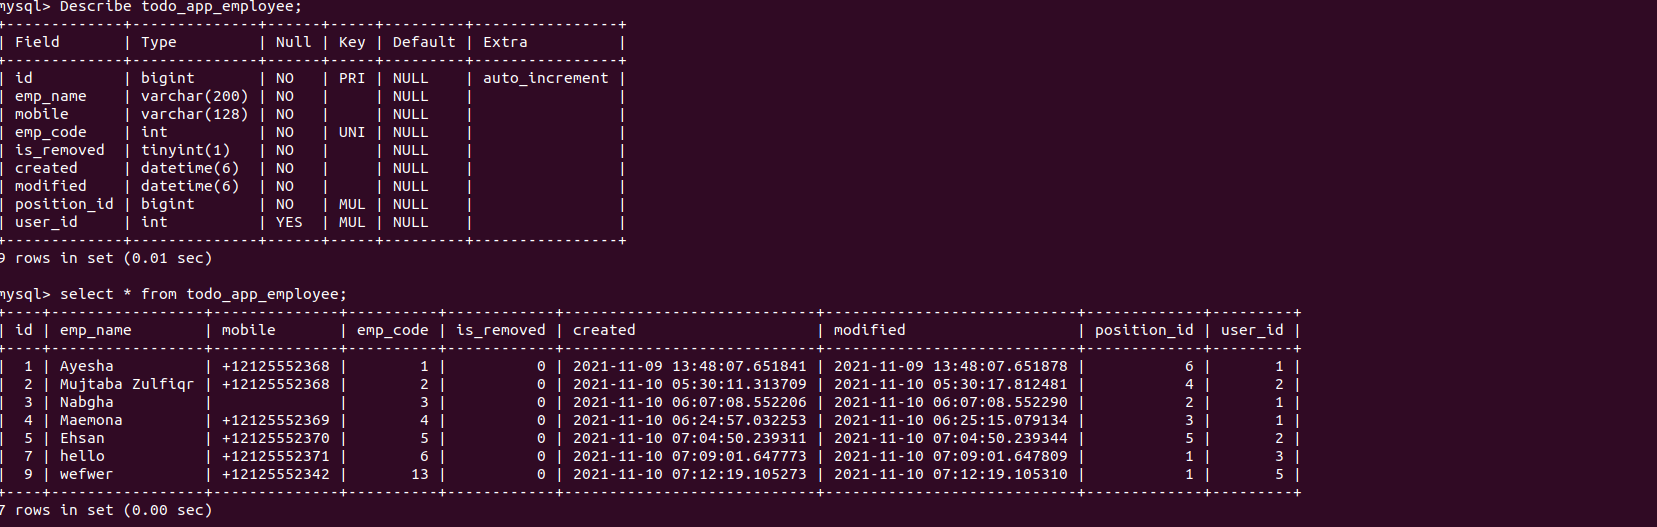 mysql> Describe todo_app_employee;
+-------------+--------------+------+-----+---------+----------------+
| Field       | Type         | Null | Key | Default | Extra          |
+-------------+--------------+------+-----+---------+----------------+
| id          | bigint       | NO   | PRI | NULL    | auto_increment |
| emp_name    | varchar(200) | NO   |     | NULL    |                |
| mobile      | varchar(128) | NO   |     | NULL    |                |
| emp_code    | int          | NO   | UNI | NULL    |                |
| is_removed  | tinyint(1)   | NO   |     | NULL    |                |
| created     | datetime(6)  | NO   |     | NULL    |                |
| modified    | datetime(6)  | NO   |     | NULL    |                |
| position_id | bigint       | NO   | MUL | NULL    |                |
| user_id     | int          | YES  | MUL | NULL    |                |
+-------------+--------------+------+-----+---------+----------------+
9 rows in set (0.01 sec)

mysql> select * from todo_app_employee;
+----+-----------------+--------------+----------+------------+----------------------------+----------------------------+-------------+---------+
| id | emp_name        | mobile       | emp_code | is_removed | created                    | modified                   | position_id | user_id |
+----+-----------------+--------------+----------+------------+----------------------------+----------------------------+-------------+---------+
|  1 | Ayesha          | +12125552368 |        1 |          0 | 2021-11-09 13:48:07.651841 | 2021-11-09 13:48:07.651878 |           6 |       1 |
|  2 | Mujtaba Zulfiqr | +12125552368 |        2 |          0 | 2021-11-10 05:30:11.313709 | 2021-11-10 05:30:17.812481 |           4 |       2 |
|  3 | Nabgha          |              |        3 |          0 | 2021-11-10 06:07:08.552206 | 2021-11-10 06:07:08.552290 |           2 |       1 |
|  4 | Maemona         | +12125552369 |        4 |          0 | 2021-11-10 06:24:57.032253 | 2021-11-10 06:25:15.079134 |           3 |       1 |
|  5 | Ehsan           | +12125552370 |        5 |          0 | 2021-11-10 07:04:50.239311 | 2021-11-10 07:04:50.239344 |           5 |       2 |
|  7 | hello           | +12125552371 |        6 |          0 | 2021-11-10 07:09:01.647773 | 2021-11-10 07:09:01.647809 |           1 |       3 |
|  9 | wefwer          | +12125552342 |       13 |          0 | 2021-11-10 07:12:19.105273 | 2021-11-10 07:12:19.105310 |           1 |       5 |
+----+-----------------+--------------+----------+------------+----------------------------+----------------------------+-------------+---------+
7 rows in set (0.00 sec)